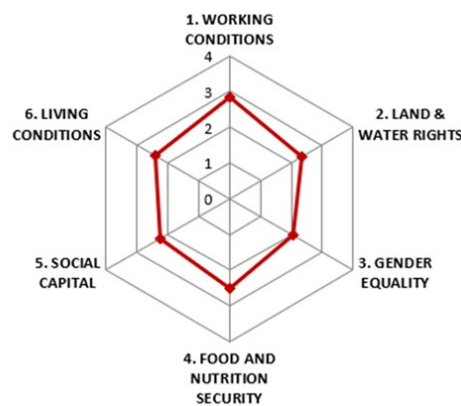 1. WORKING
CONDITIONS
4
3
2
1
0
2. LAND &
WATER RIGHTS
3. GENDER
EQUALITY
4. FOOD AND
NUTRITION
SECURITY
5. SOCIAL
CAPITAL
6. LIVING
CONDITIONS